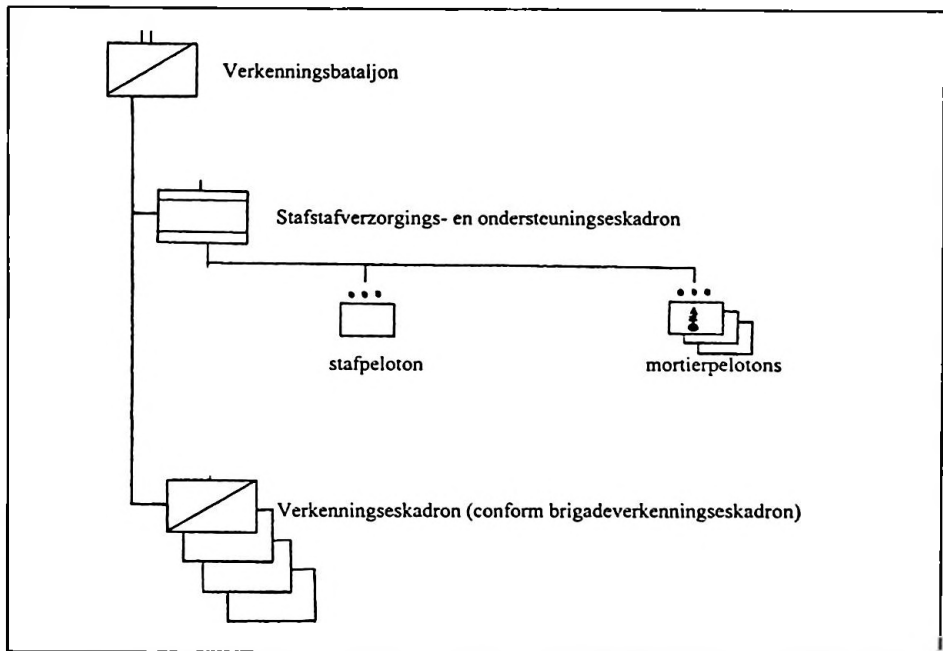 Verkenningsbataljon
Stafstafverzorgings- en ondersteuningseskadron
stafpeloton
mortierpelotons
Verkenningseskadron (conform brigadeverkenningseskadron)